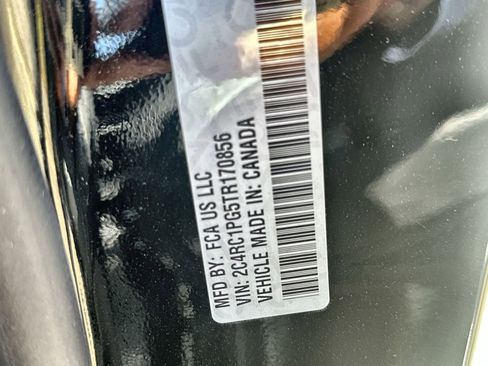 MFD BY: FCA US LLC
VIN: 2C4RC1PG5TR170856
VEHICLE MADE IN: CANADA